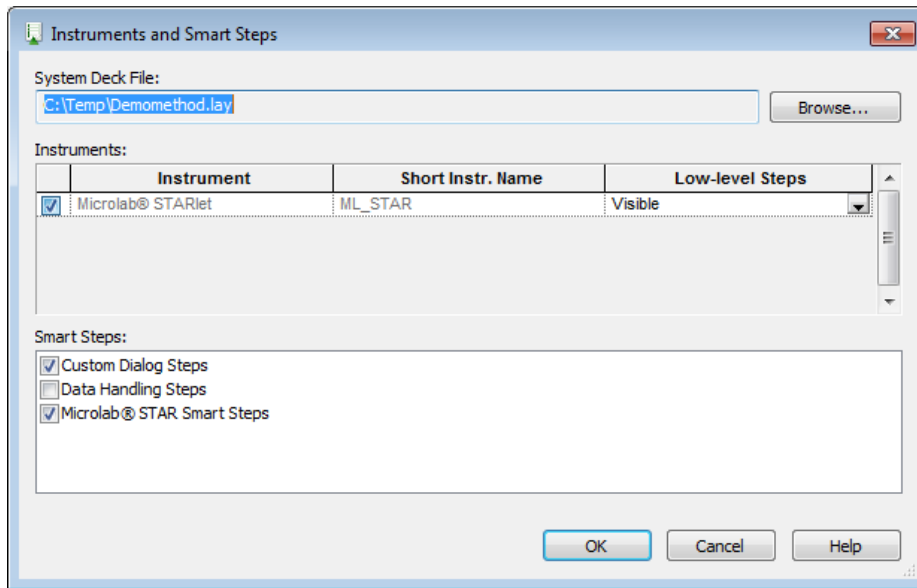 Instruments and Smart Steps
System Deck File:
C:\Temp\Demomethod.lay
Browse...
Instruments:
Instrument Short Instr. Name Low-level Steps
Microlab® STARlet ML_STAR Visible
Smart Steps:
Custom Dialog Steps
Data Handling Steps
Microlab® STAR Smart Steps
OK Cancel Help